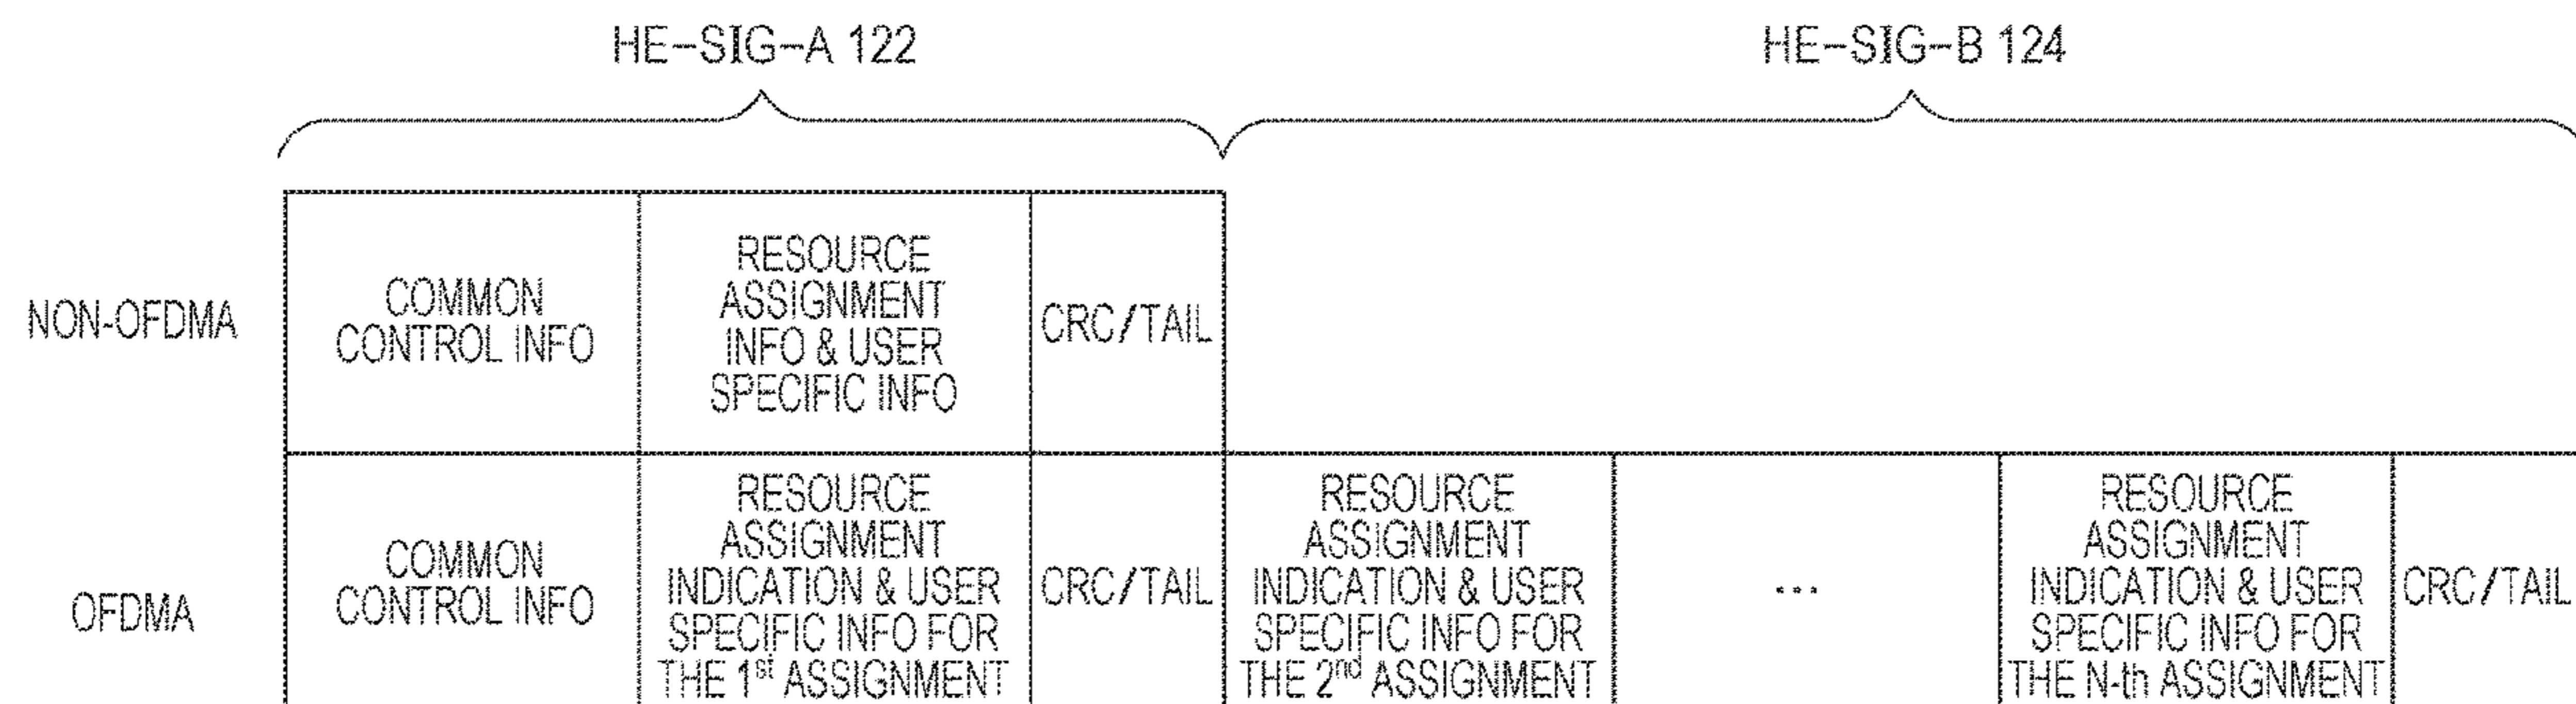 HE-SIG-A 122
HE-SIG-B 124
NON-OFDMA
COMMON
CONTROL INFO
RESOURCE
ASSIGNMENT
INFO & USER
SPECIFIC INFO
CRC/TAIL
OFDMA
COMMON
CONTROL INFO
RESOURCE
ASSIGNMENT
INDICATION & USER
SPECIFIC INFO FOR
THE 1st ASSIGNMENT
CRC/TAIL
RESOURCE
ASSIGNMENT
INDICATION & USER
SPECIFIC INFO FOR
THE 2nd ASSIGNMENT
...
RESOURCE
ASSIGNMENT
INDICATION & USER
SPECIFIC INFO FOR
THE N-th ASSIGNMENT
CRC/TAIL